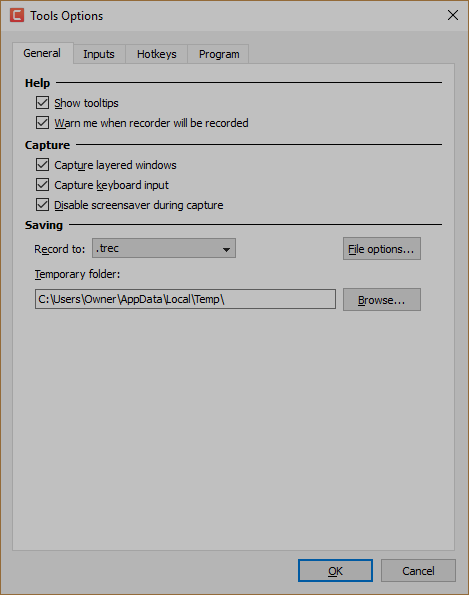 Tools Options
General Inputs Hotkeys Program
Help
Show tooltips
Warn me when recorder will be recorded
Capture
Capture layered windows
Capture keyboard input
Disable screensaver during capture
Saving
Record to: .trec File options...
Temporary folder:
C:\Users\Owner\AppData\Local\Temp\ Browse...
OK Cancel